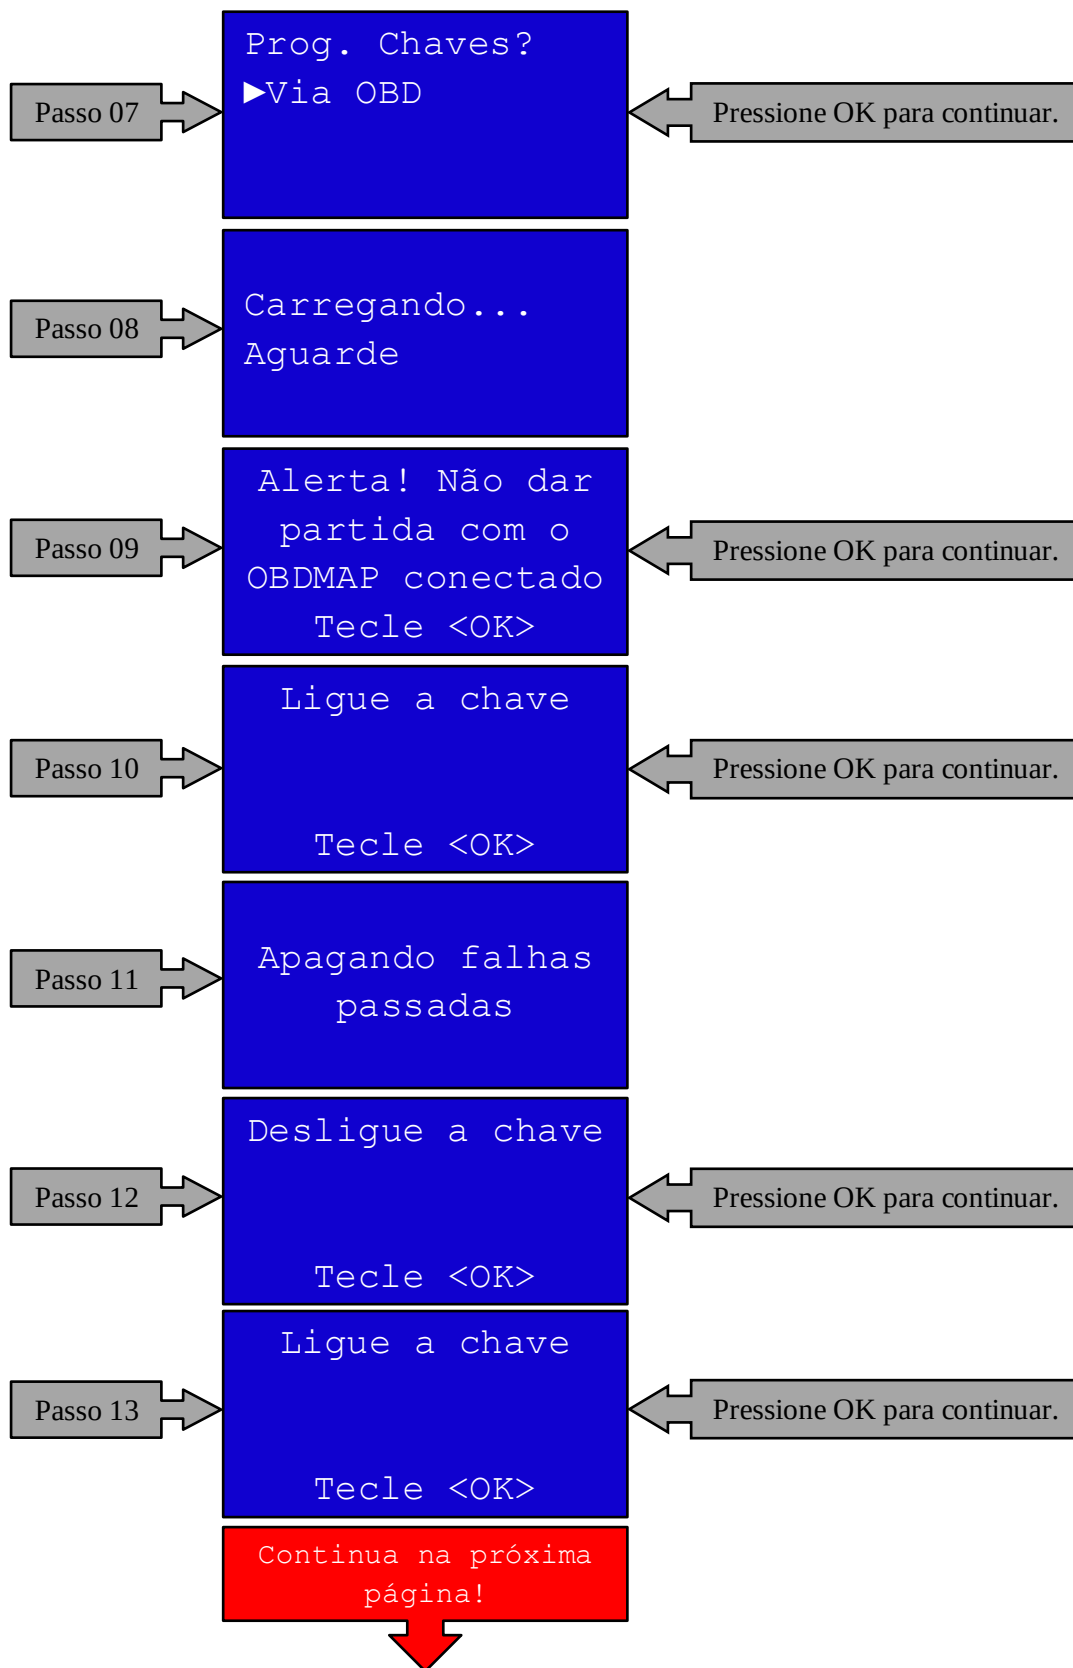 Prog. Chaves?
►Via OBD
Passo 07
Pressione OK para continuar.
Carregando...
Aguarde
Passo 08
Alerta! Não dar
partida com o
OBDMAP conectado
Tecle <OK>
Passo 09
Pressione OK para continuar.
Ligue a chave
Tecle <OK>
Passo 10
Pressione OK para continuar.
Apagando falhas
passadas
Passo 11
Desligue a chave
Tecle <OK>
Passo 12
Pressione OK para continuar.
Ligue a chave
Tecle <OK>
Passo 13
Pressione OK para continuar.
Continua na próxima
página!